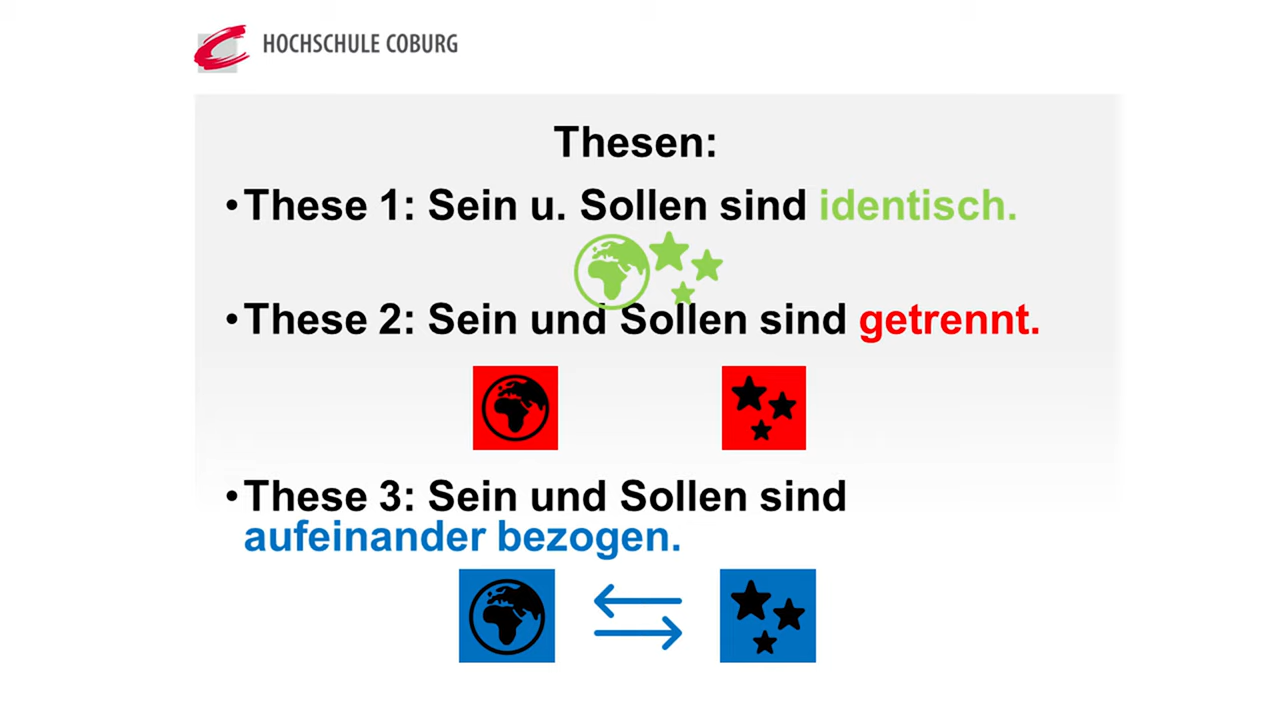 HOCHSCHULE COBURG
Thesen:
•These 1: Sein u. Sollen sind identisch.
•These 2: Sein und Sollen sind getrennt.
•These 3: Sein und Sollen sind
aufeinander bezogen.